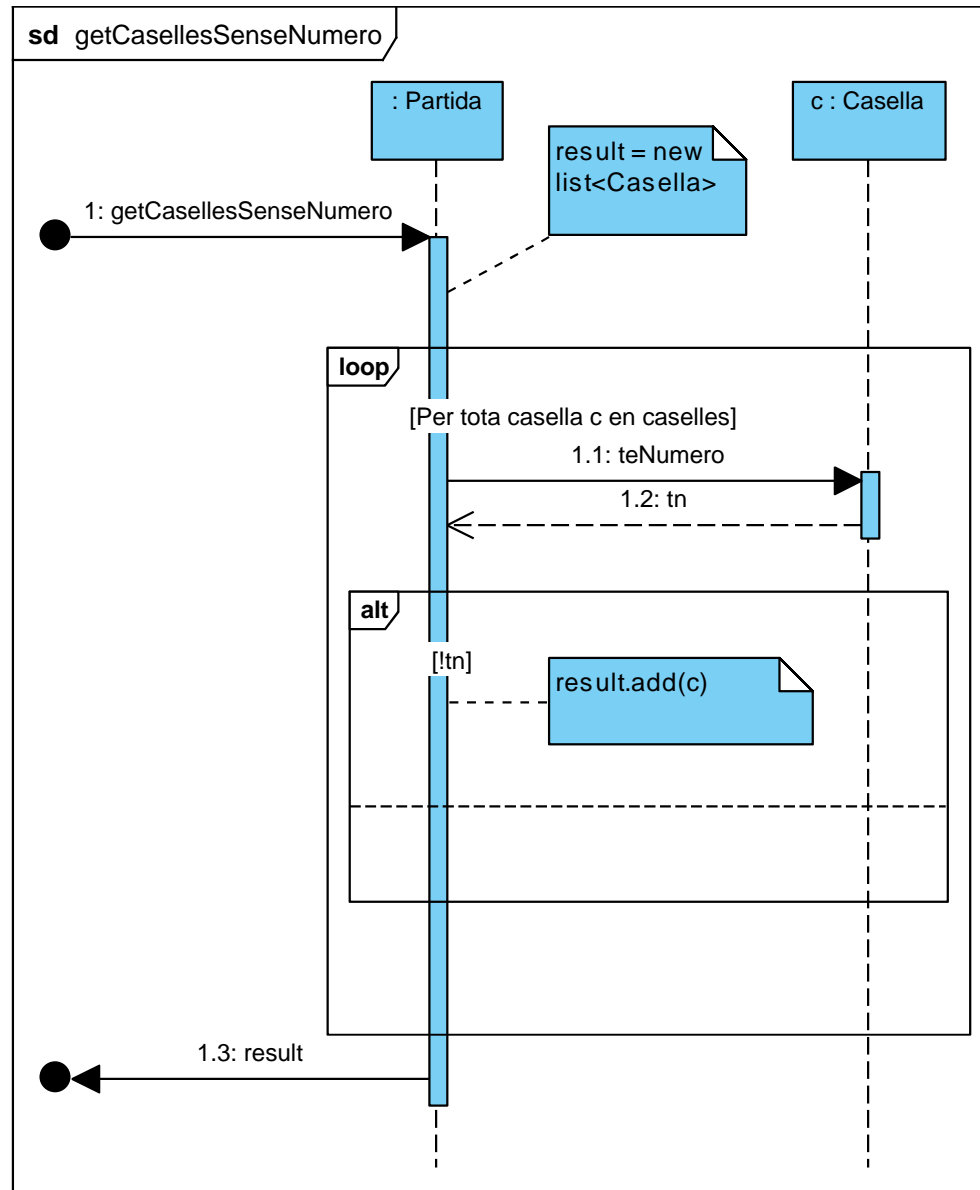 sd getCasellesSenseNumero
: Partida
c : Casella
result = new
list<Casella>
1: getCasellesSenseNumero
loop
[Per tota casella c en caselles]
1.1: teNumero
1.2: tn
alt
[!tn]
result.add(c)
1.3: result